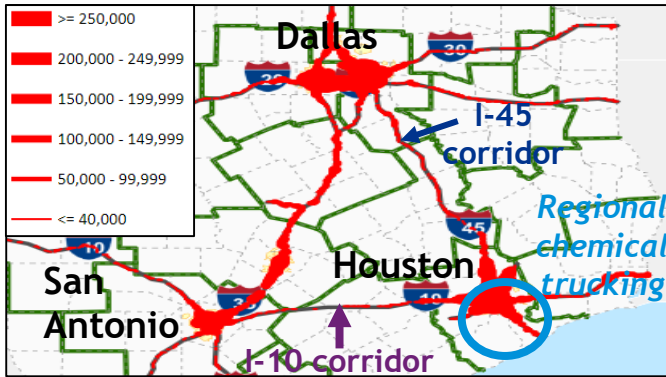 >= 250,000
200,000 - 249,999
150,000 - 199,999
100,000 - 149,999
50,000 - 99,999
<= 40,000
Dallas
30
20
I-45
corridor
45
Regional
chemical
trucking
Houston
10
San
Antonio
10
I-10 corridor